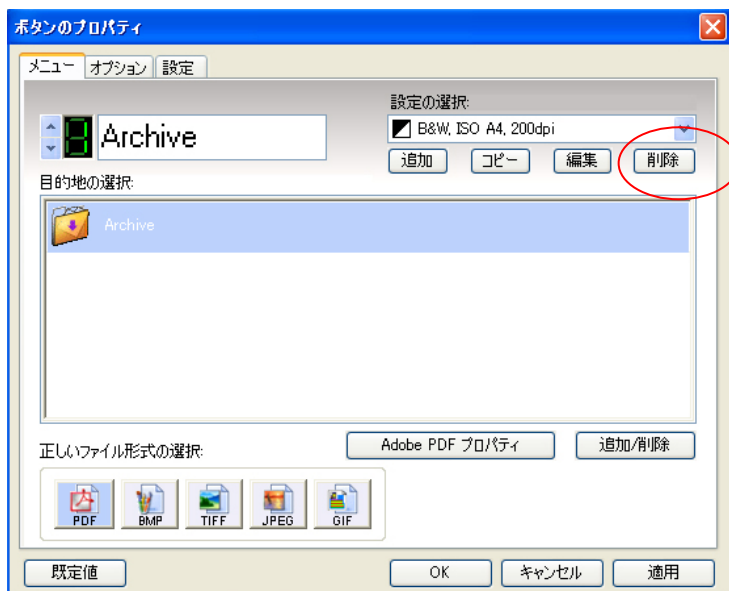 ボタンのプロパティ
メニュー オプション 設定
設定の選択:
Archive
B&W, ISO A4, 200dpi
追加 コピー 編集 削除
目的地の選択:
Archive
正しいファイル形式の選択:
Adobe PDF プロパティ 追加/削除
PDF BMP TIFF JPEG GIF
既定値 OK キャンセル 適用